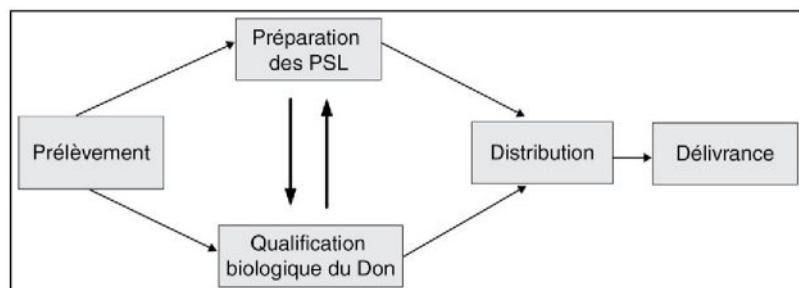 Préparation
des PSL
Prélèvement
Distribution
Délivrance
Qualification
biologique du Don